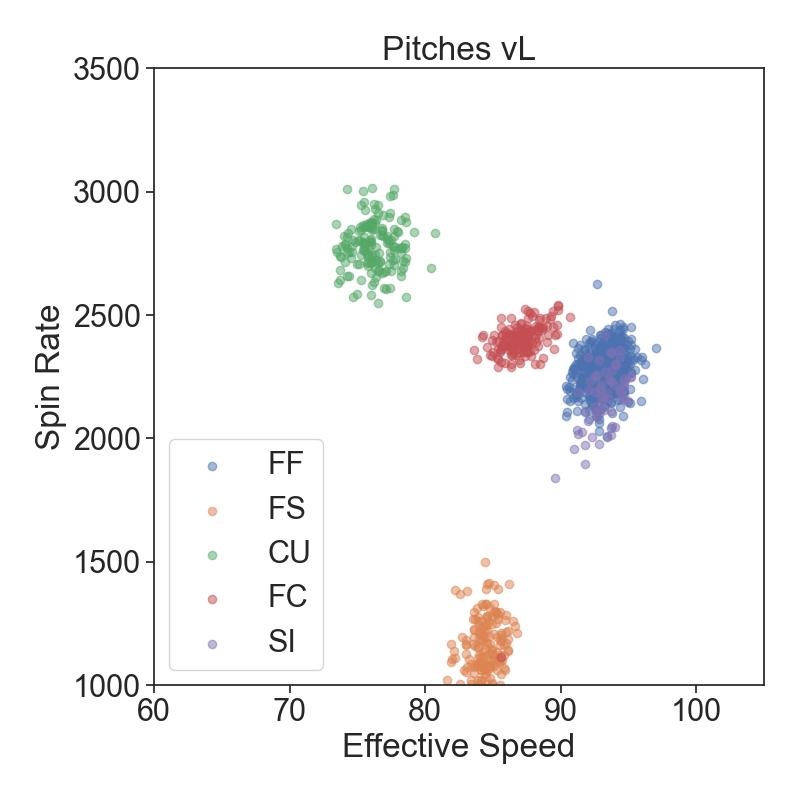 Pitches vL
3500
3000
2500
2000
1500
1000
Spin Rate
FF
FS
CU
FC
SI
60 70 80 90 100
Effective Speed